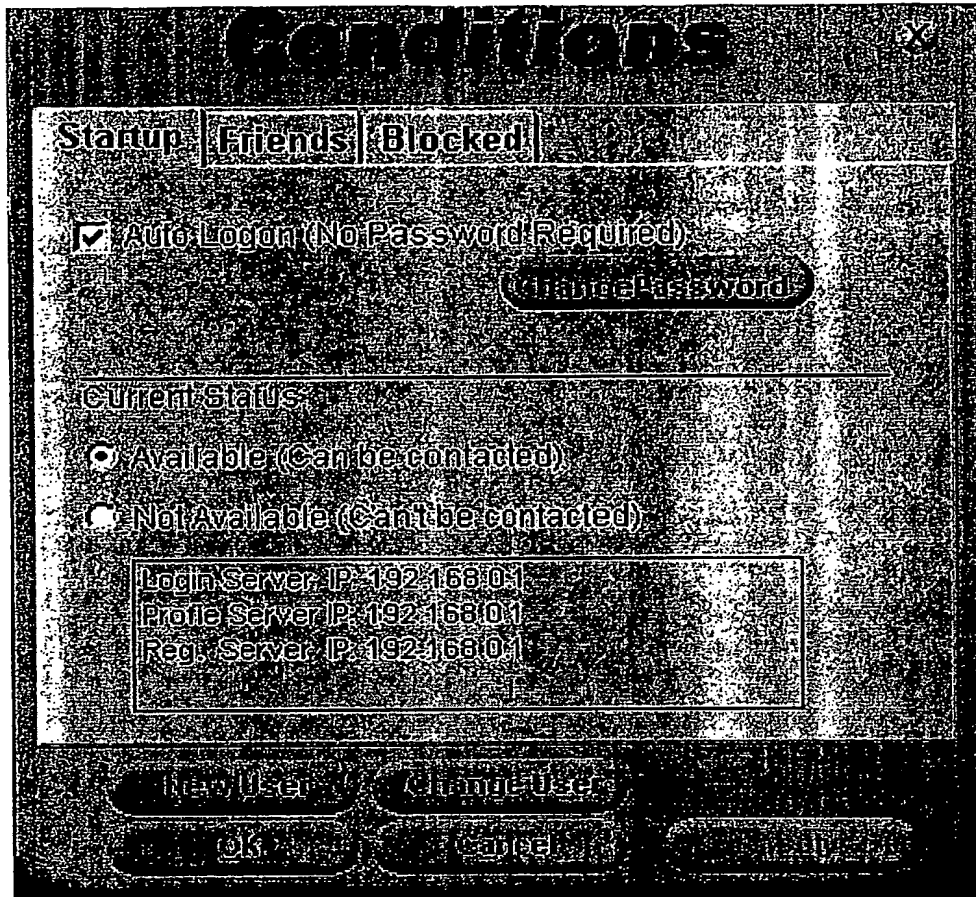 Conditions
X
Startup Friends Blocked
Auto Logon (No Password Required)
Change Password
Current Status
Available (Can be contacted)
Not Available (Can't be contacted)
Login Server IP: 192.168.0.1
Profie Server IP: 192.168.0.1
Reg. Server IP: 192.168.0.1
New User Change User
OK Cancel